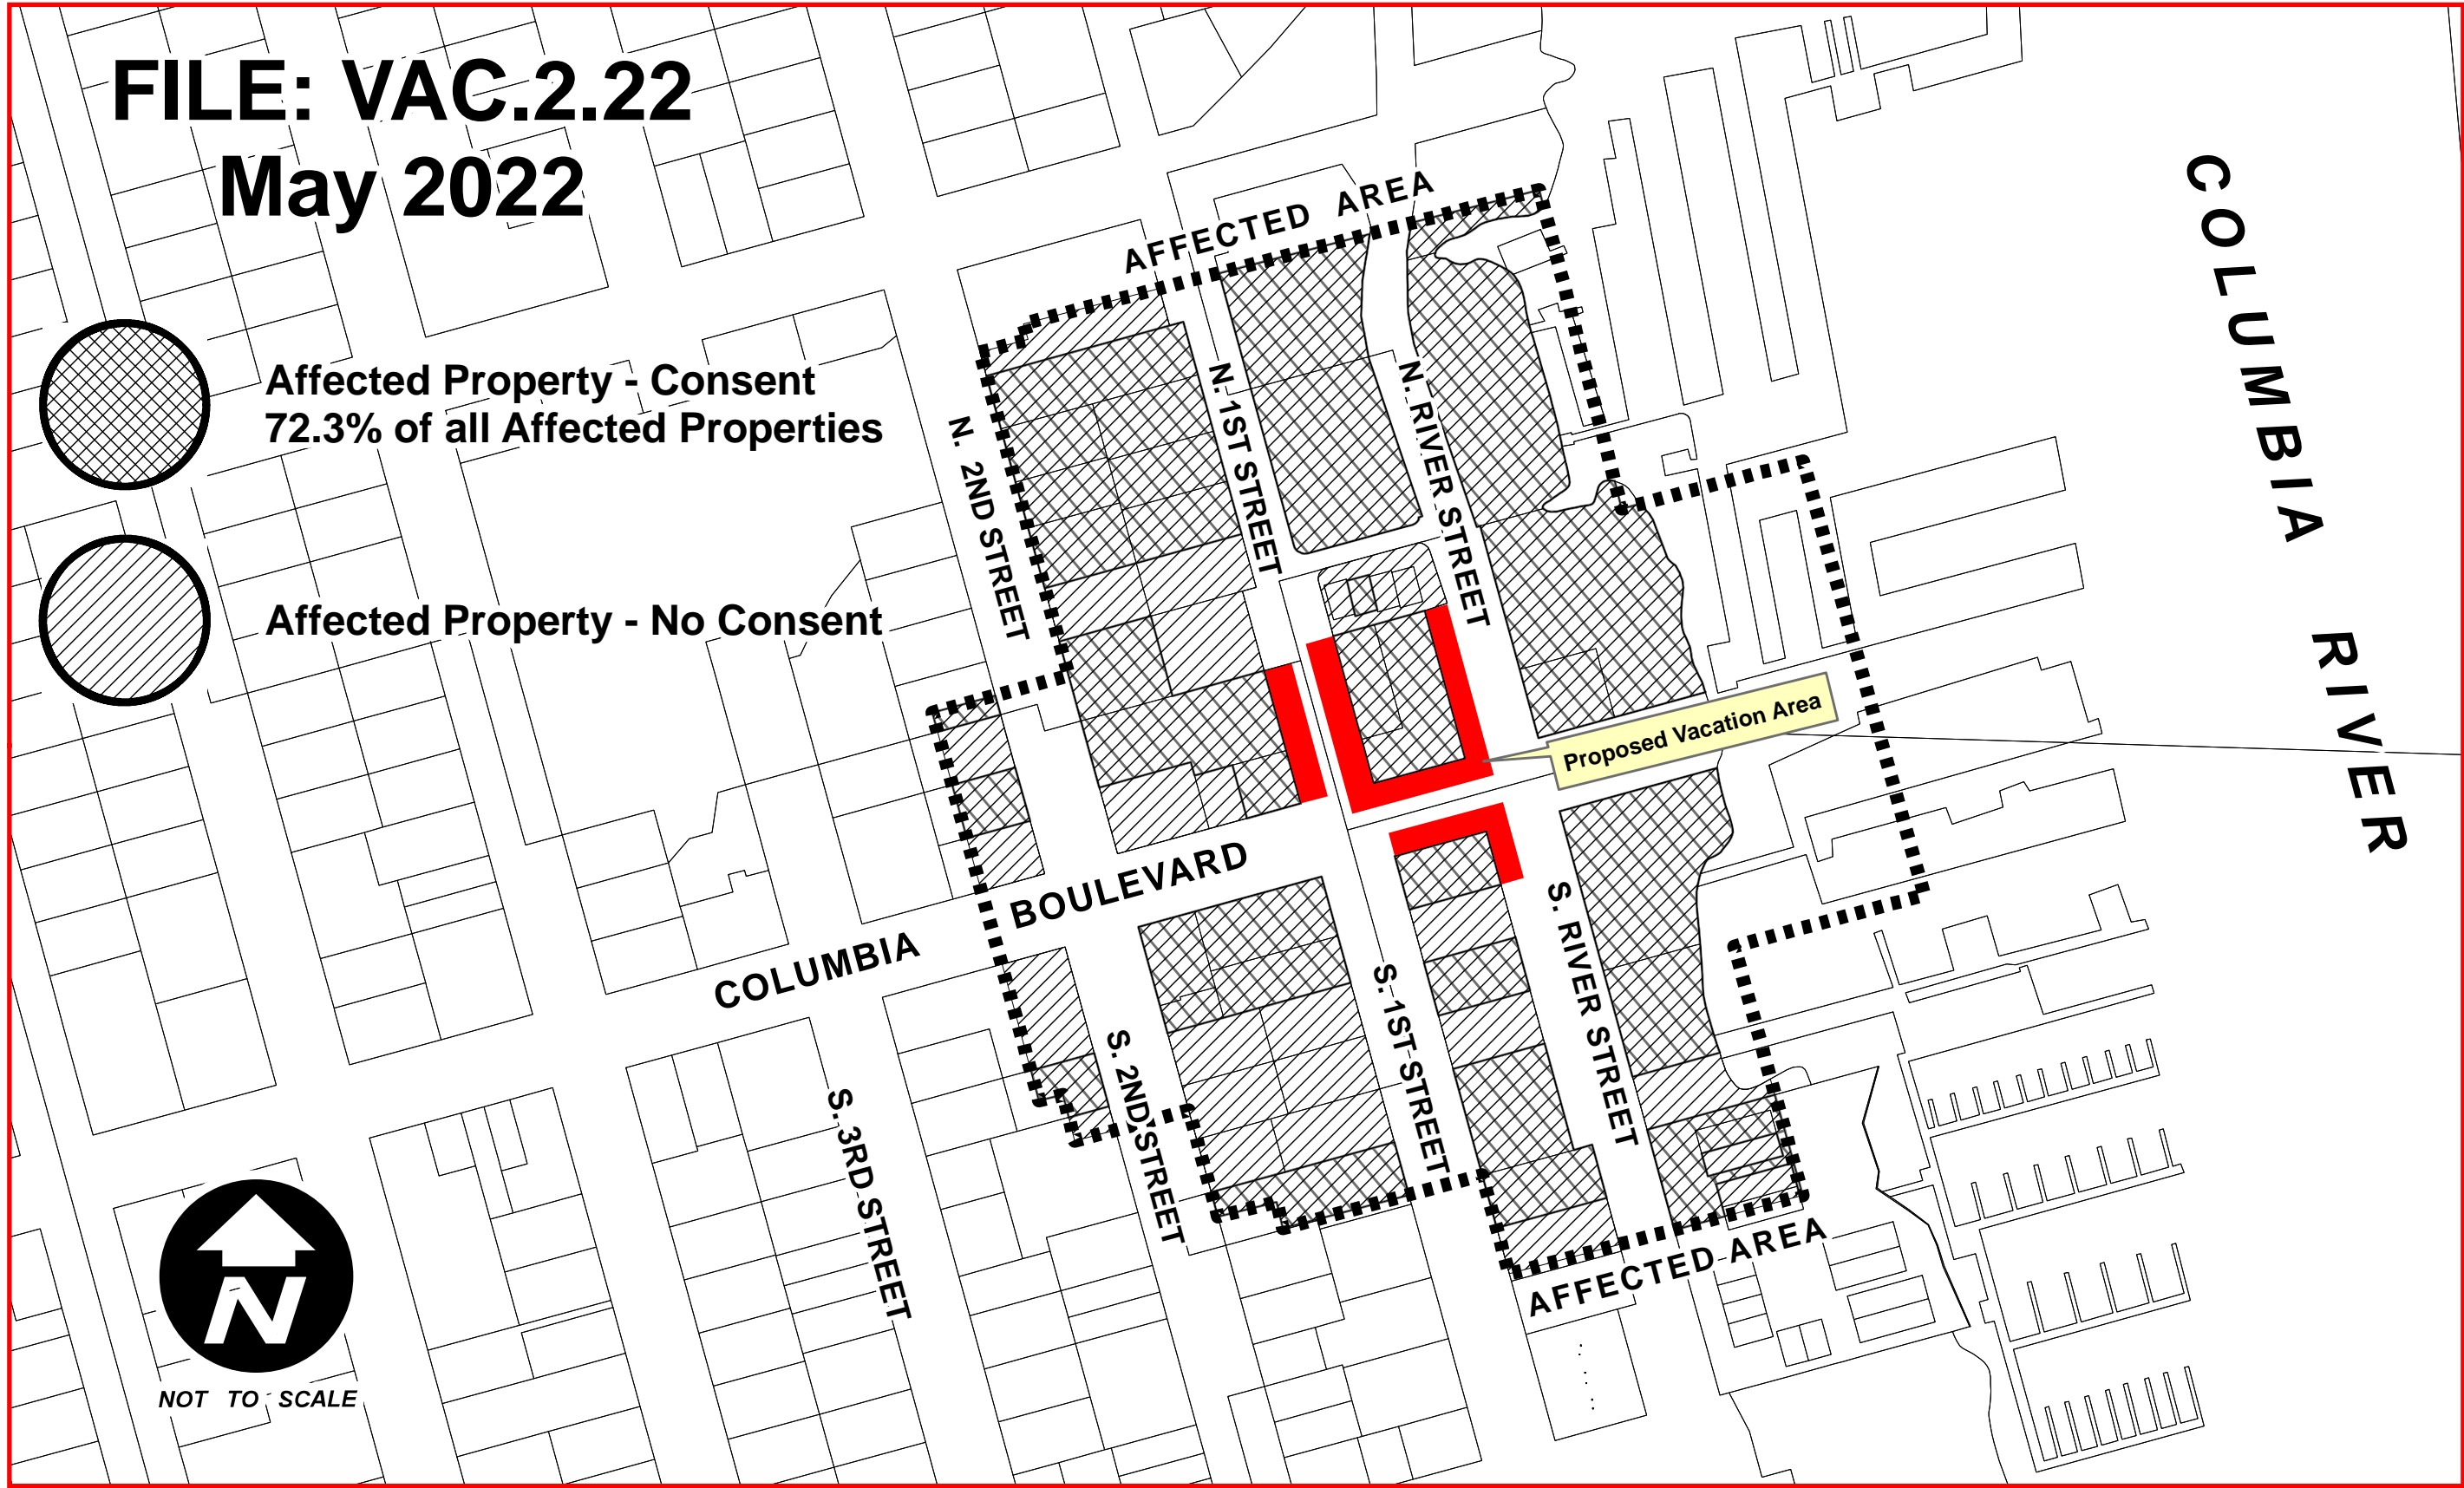 FILE: VAC.2.22
May 2022
Affected Property - Consent
72.3% of all Affected Properties
Affected Property - No Consent
AFFECTED AREA
N. 2ND STREET
N. 1ST STREET
N. RIVER STREET
COLUMBIA RIVER
Proposed Vacation Area
COLUMBIA BOULEVARD
S. 3RD STREET
S. 2ND STREET
S. 1ST STREET
S. RIVER STREET
AFFECTED AREA
N
NOT TO SCALE